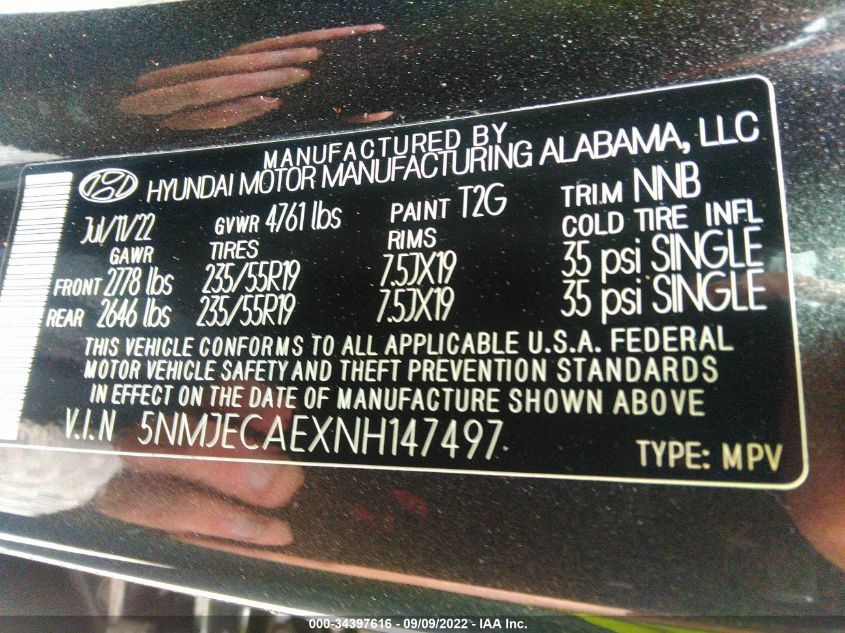 MANUFACTURED BY
HYUNDAI MOTOR MANUFACTURING ALABAMA, LLC
Jul/11/22 GVWR 4761 lbs PAINT T2G TRIM NNB
GAWR TIRES RIMS COLD TIRE INFL
FRONT 2778 lbs 235/55R19 7.5JX19 35 psi SINGLE
REAR 2646 lbs 235/55R19 7.5JX19 35 psi SINGLE
THIS VEHICLE CONFORMS TO ALL APPLICABLE U.S.A. FEDERAL
MOTOR VEHICLE SAFETY AND THEFT PREVENTION STANDARDS
IN EFFECT ON THE DATE OF MANUFACTURE SHOWN ABOVE
V.I.N 5NMJECAEXNH147497
TYPE: MPV
000-34397616 - 09/09/2022 - IAA Inc.